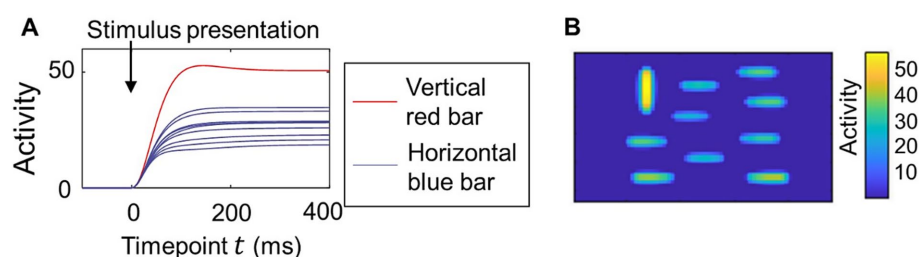 A
Stimulus presentation
50
0
Activity
0
200
400
Timepoint t (ms)
Vertical
red bar
Horizontal
blue bar
B
50
40
30
20
10
Activity